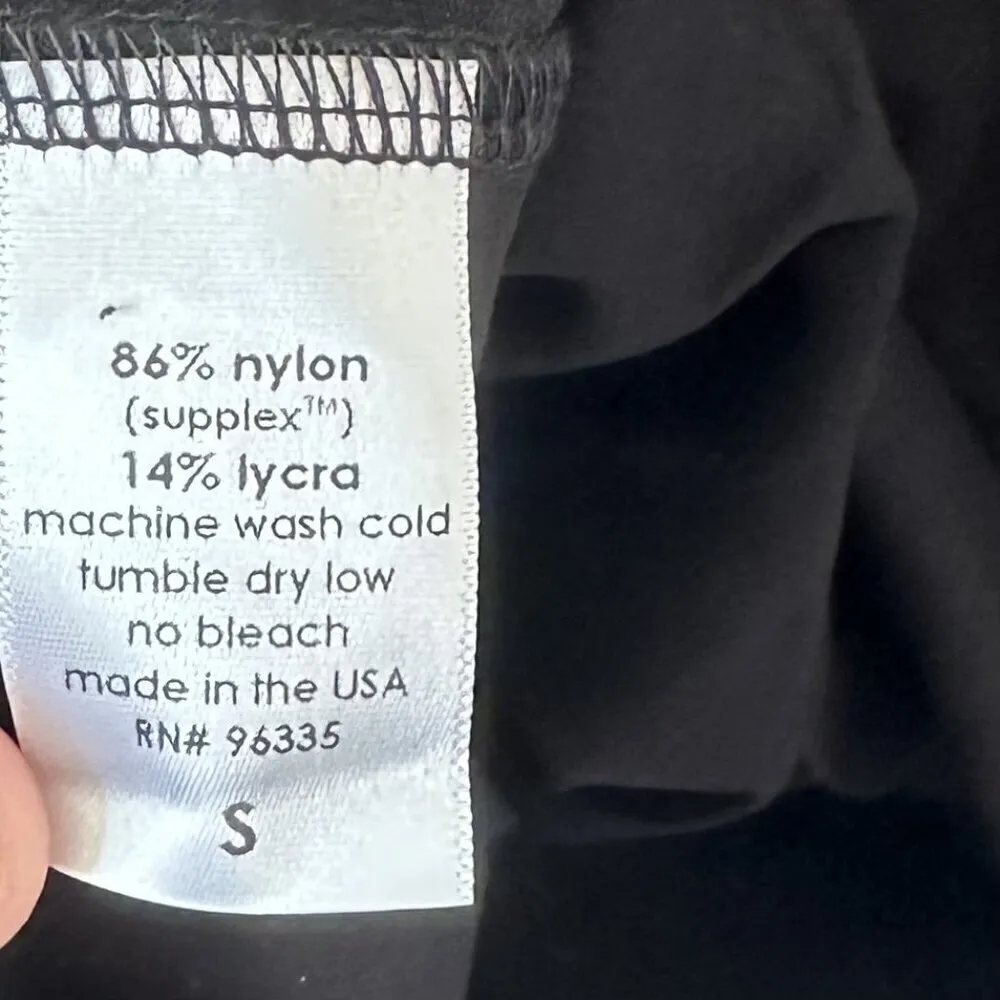 86% nylon
(supplex™)
14% lycra
machine wash cold
tumble dry low
no bleach
made in the USA
RN# 96335
S